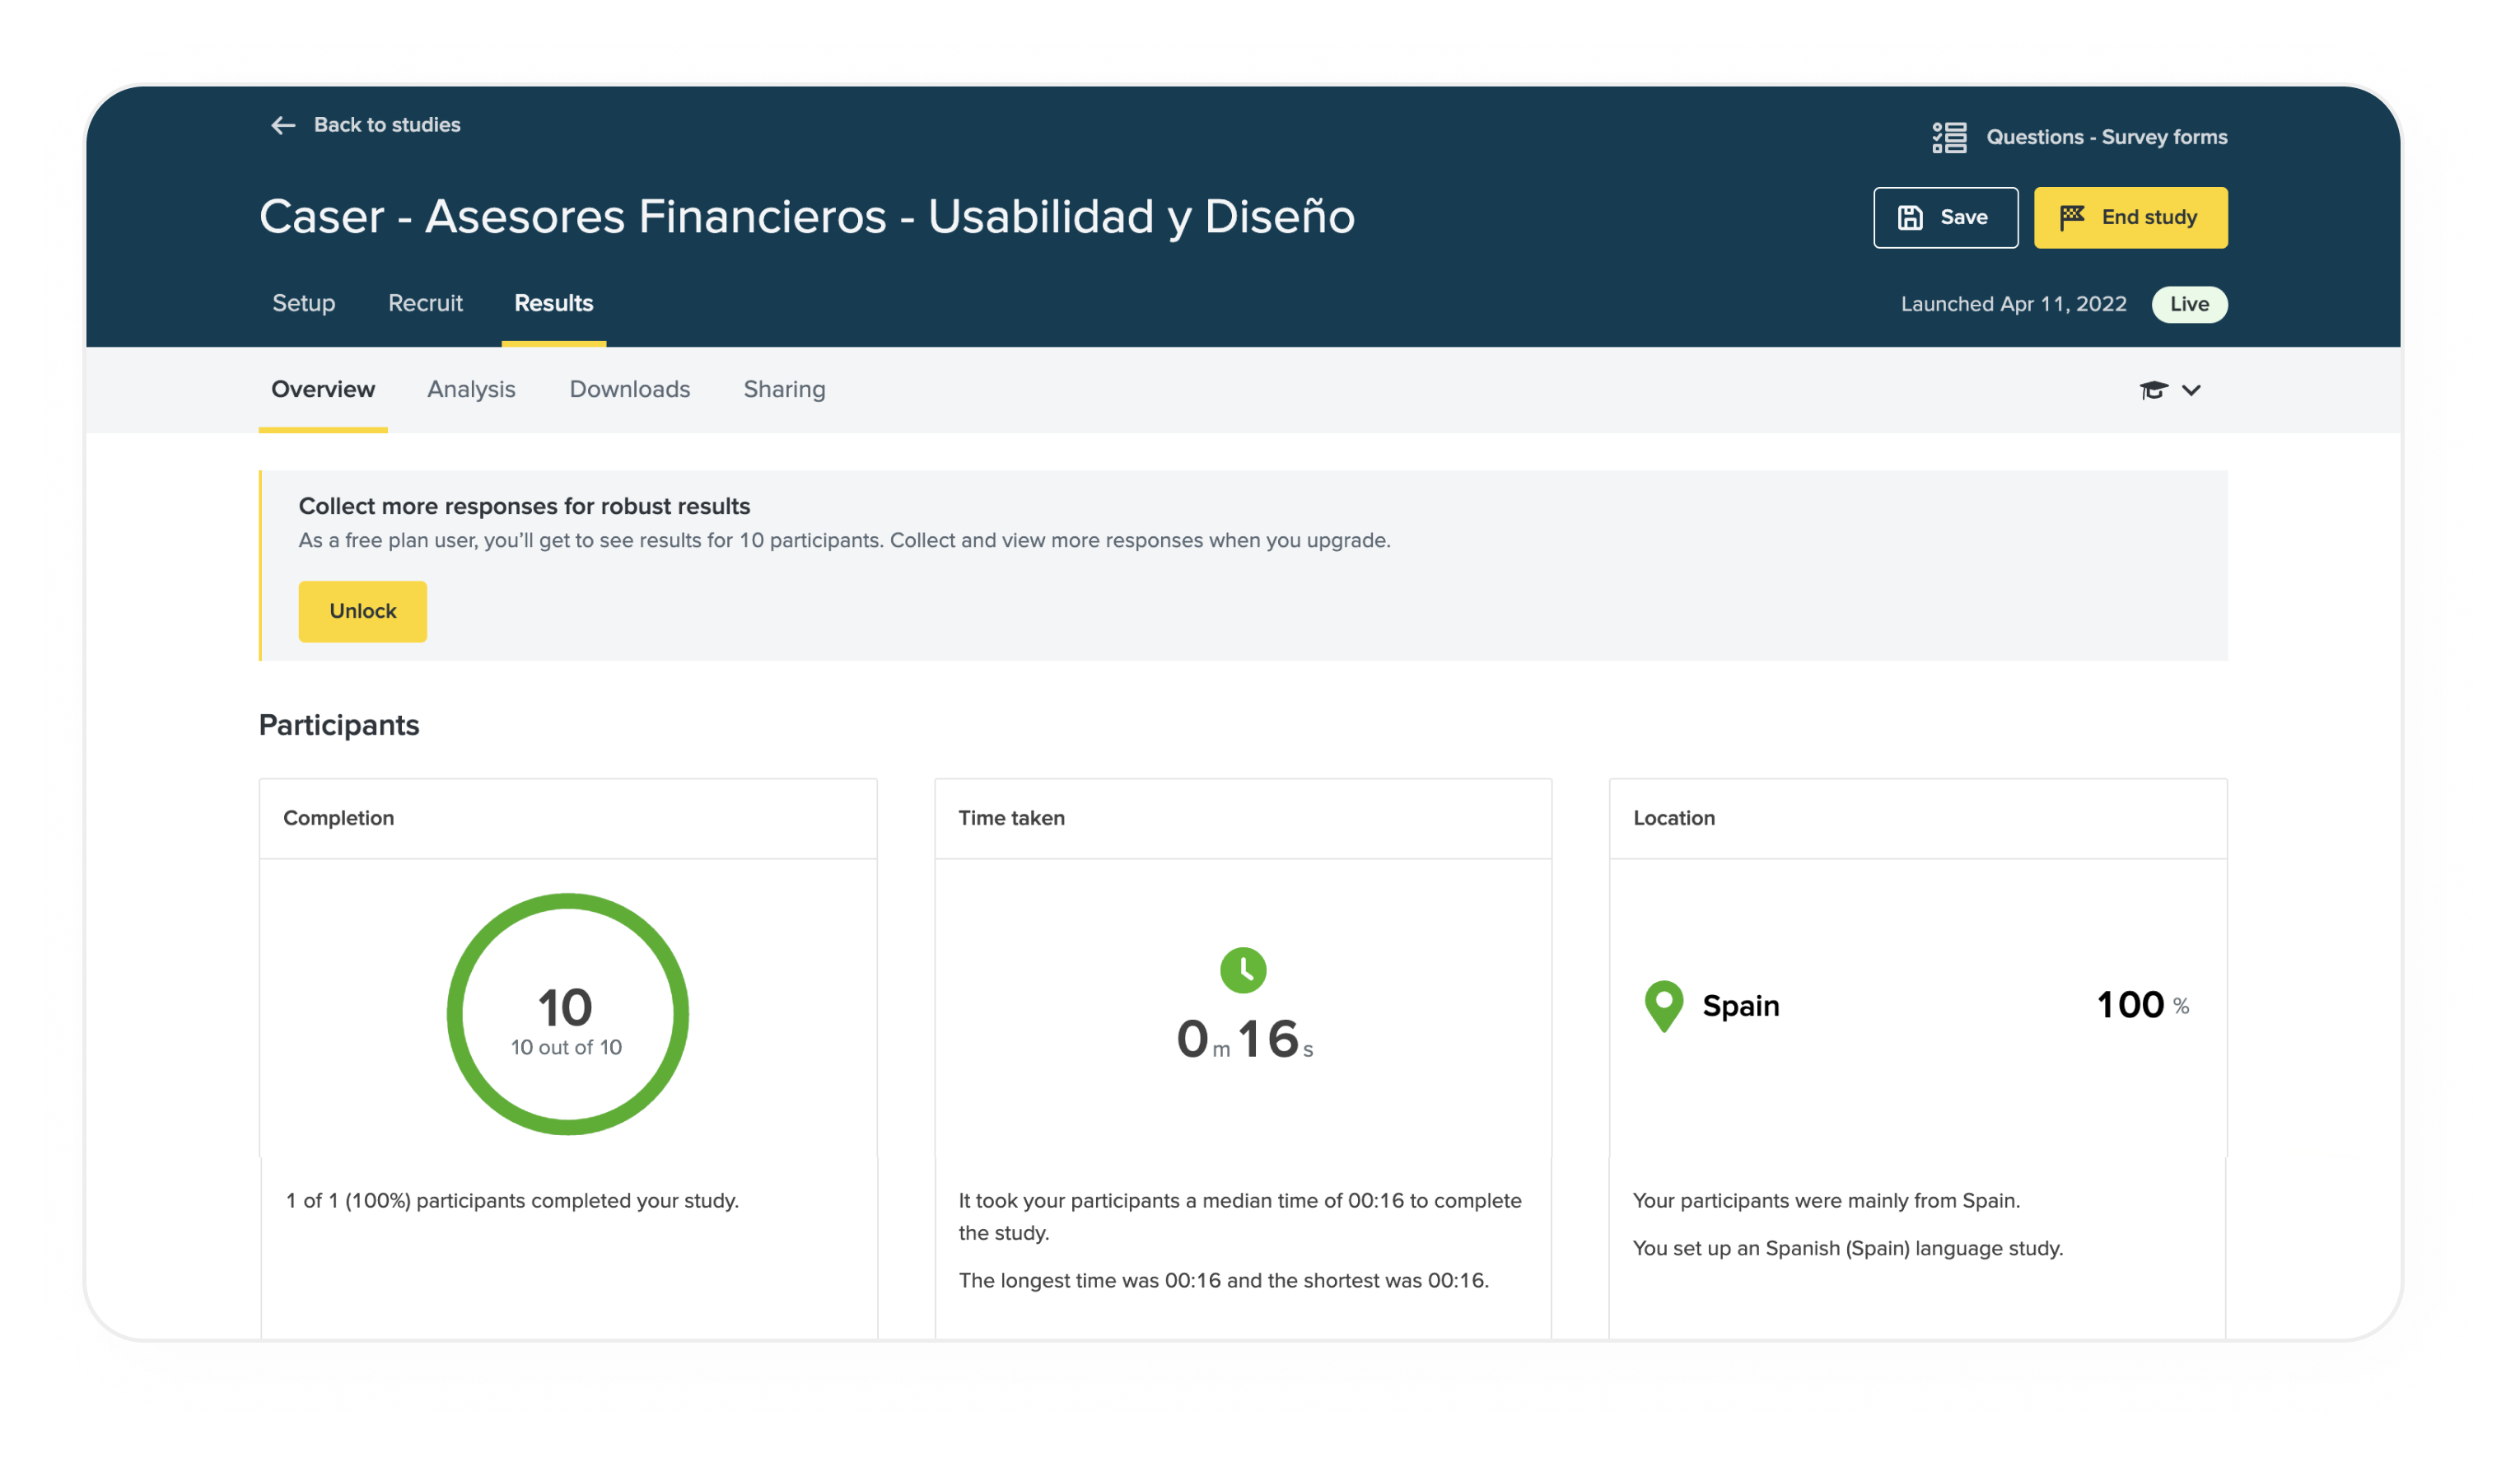 Back to studies
Questions - Survey forms
Caser - Asesores Financieros - Usabilidad y Diseño
Save
End study
Setup Recruit Results
Launched Apr 11, 2022 Live
Overview Analysis Downloads Sharing
Collect more responses for robust results
As a free plan user, you'll get to see results for 10 participants. Collect and view more responses when you upgrade.
Unlock
Participants
Completion
10
10 out of 10
1 of 1 (100%) participants completed your study.
Time taken
0 m 16 s
It took your participants a median time of 00:16 to complete
the study.
The longest time was 00:16 and the shortest was 00:16.
Location
Spain 100 %
Your participants were mainly from Spain.
You set up an Spanish (Spain) language study.